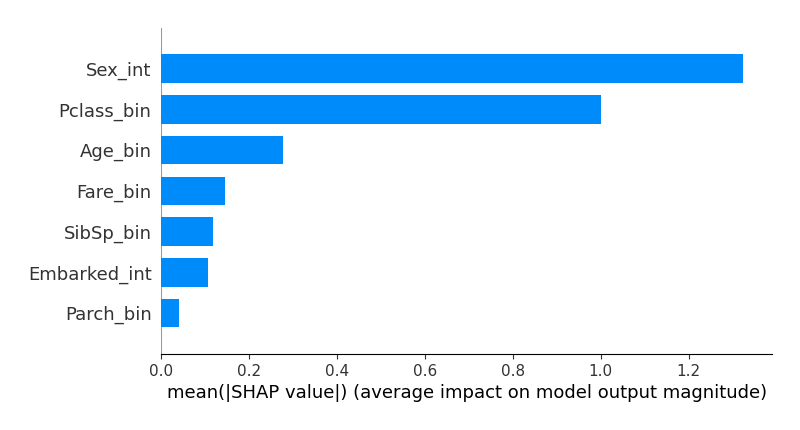 Sex_int
Pclass_bin
Age_bin
Fare_bin
SibSp_bin
Embarked_int
Parch_bin
0.0 0.2 0.4 0.6 0.8 1.0 1.2
mean(|SHAP value|) (average impact on model output magnitude)